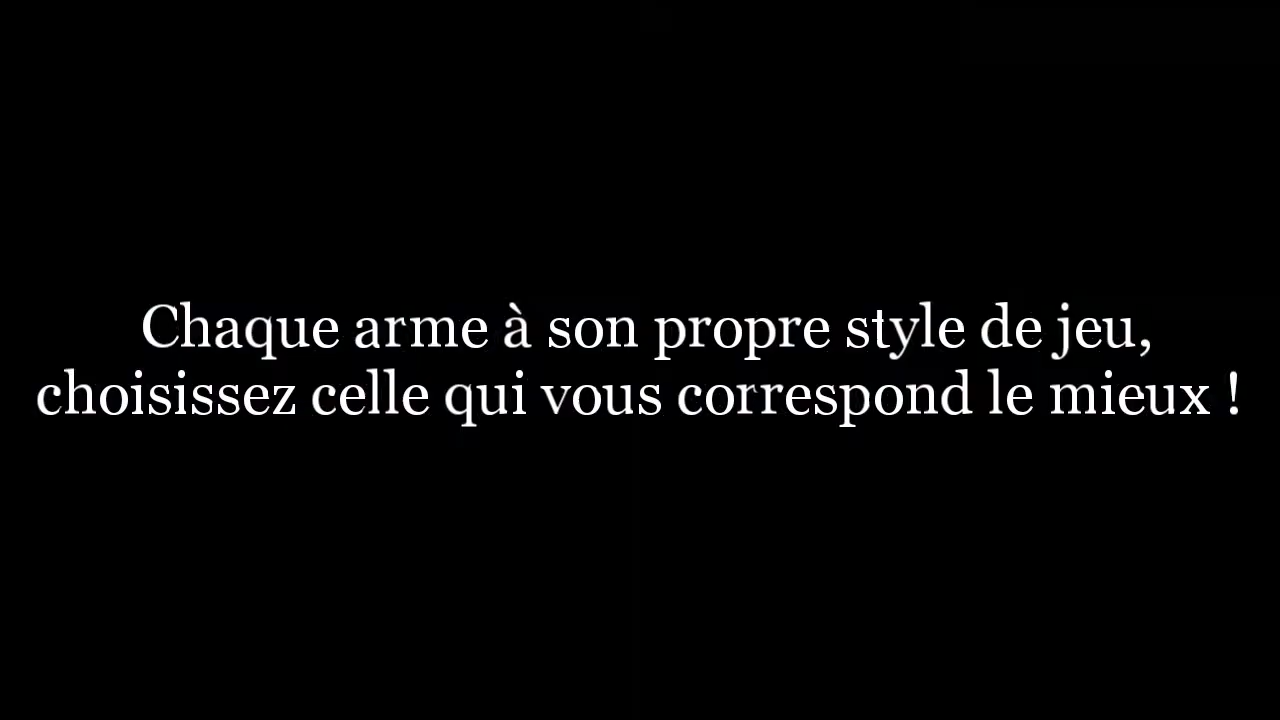 Chaque arme à son propre style de jeu,
choisissez celle qui vous correspond le mieux !